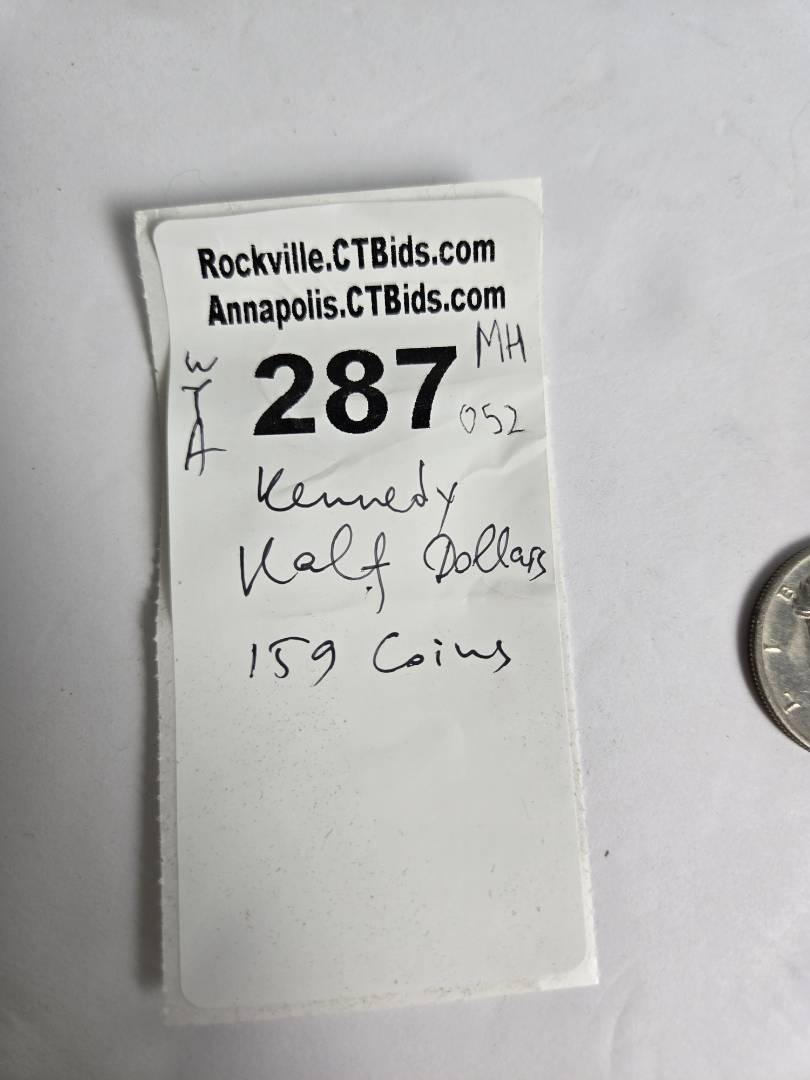 Rockville.CTBids.com
Annapolis.CTBids.com
MH
287
052
Kennedy
Half Dollars
159 Coins
L I B